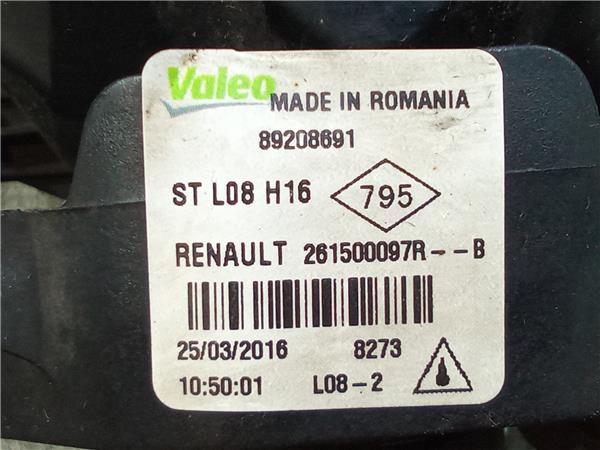 Valeo MADE IN ROMANIA
89208691
ST L08 H16 795
RENAULT 261500097R--B
25/03/2016 8273
10:50:01 L08-2